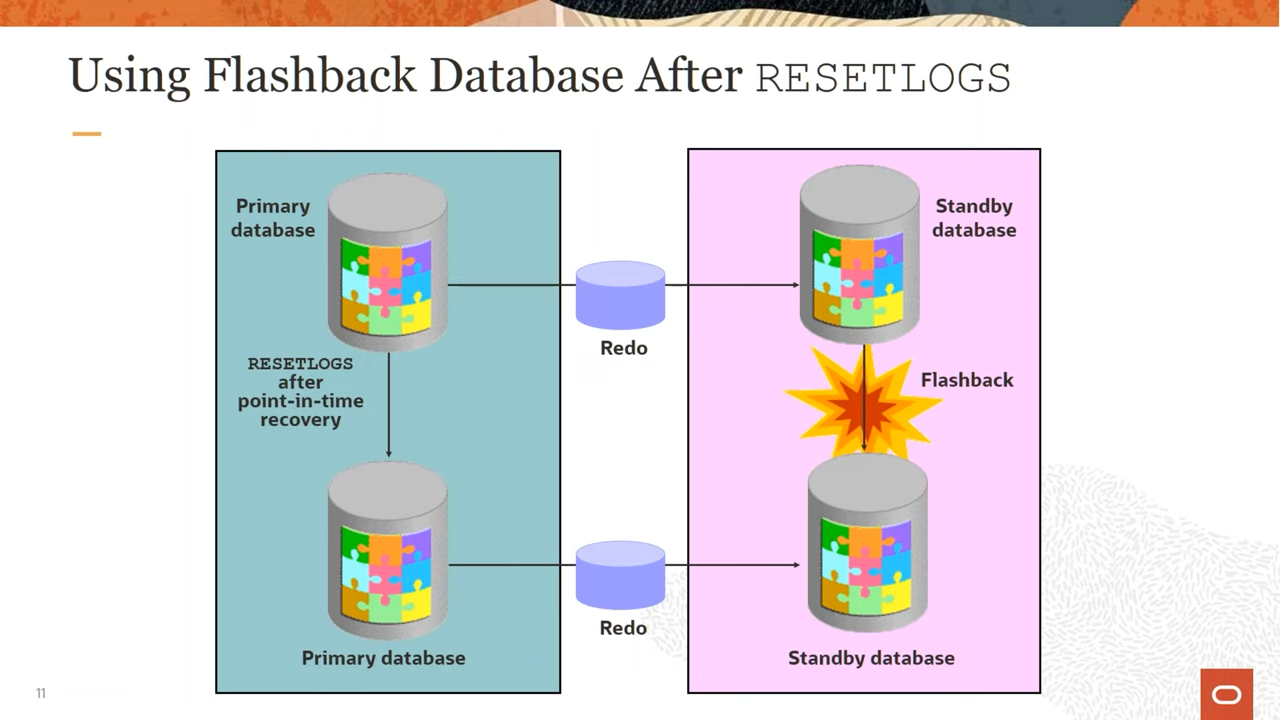 Using Flashback Database After RESETLOGS
Primary
database
Standby
database
Redo
RESETLOGS
after
point-in-time
recovery
Flashback
Redo
Primary database
Standby database
11